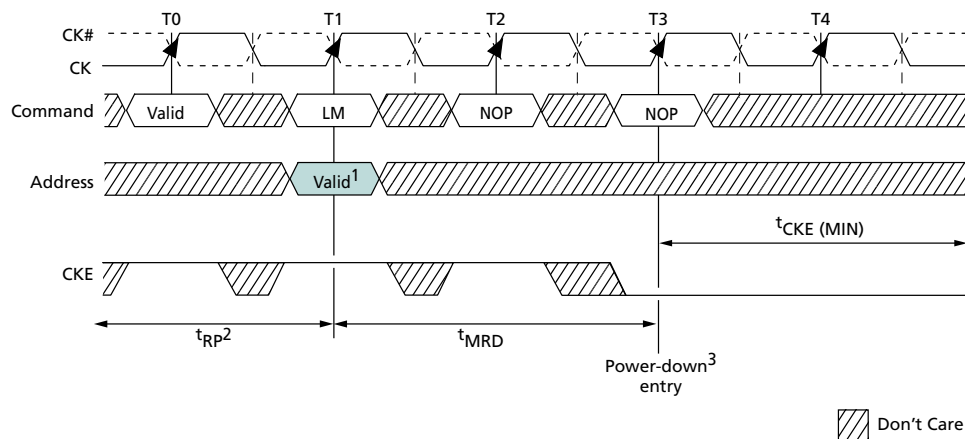 T0 T1 T2 T3 T4
CK#
CK
Command Valid LM NOP NOP
Address Valid1
tCKE (MIN)
CKE
tRP2 tMRD
Power-down3
entry
Don't Care